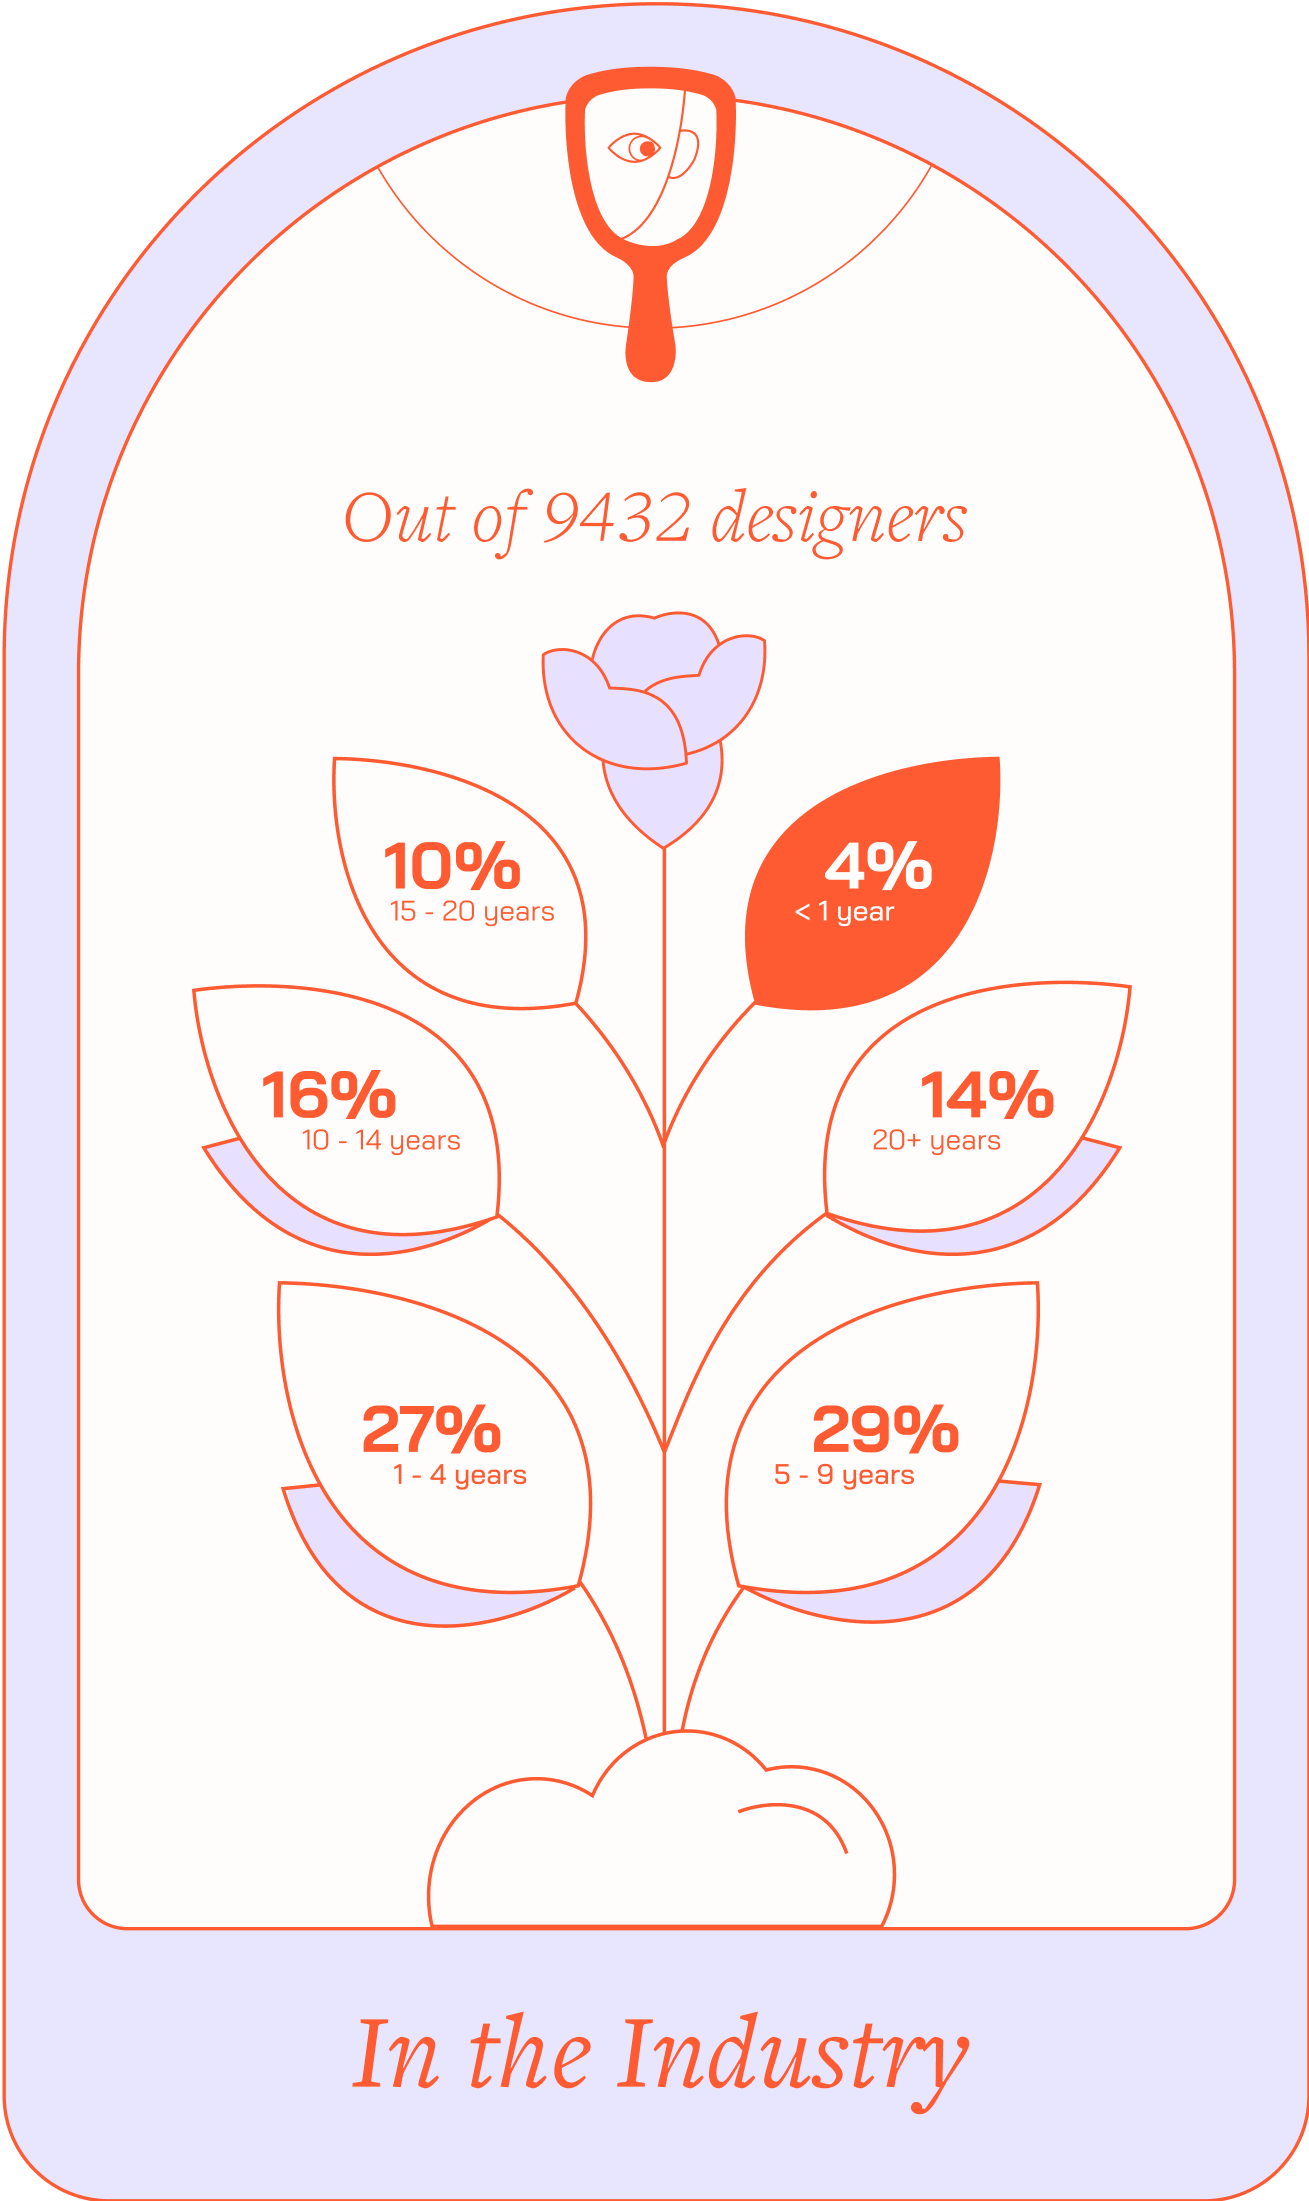 Out of 9432 designers
10%
15 - 20 years
4%
< 1 year
16%
10 - 14 years
14%
20+ years
27%
1 - 4 years
29%
5 - 9 years
In the Industry